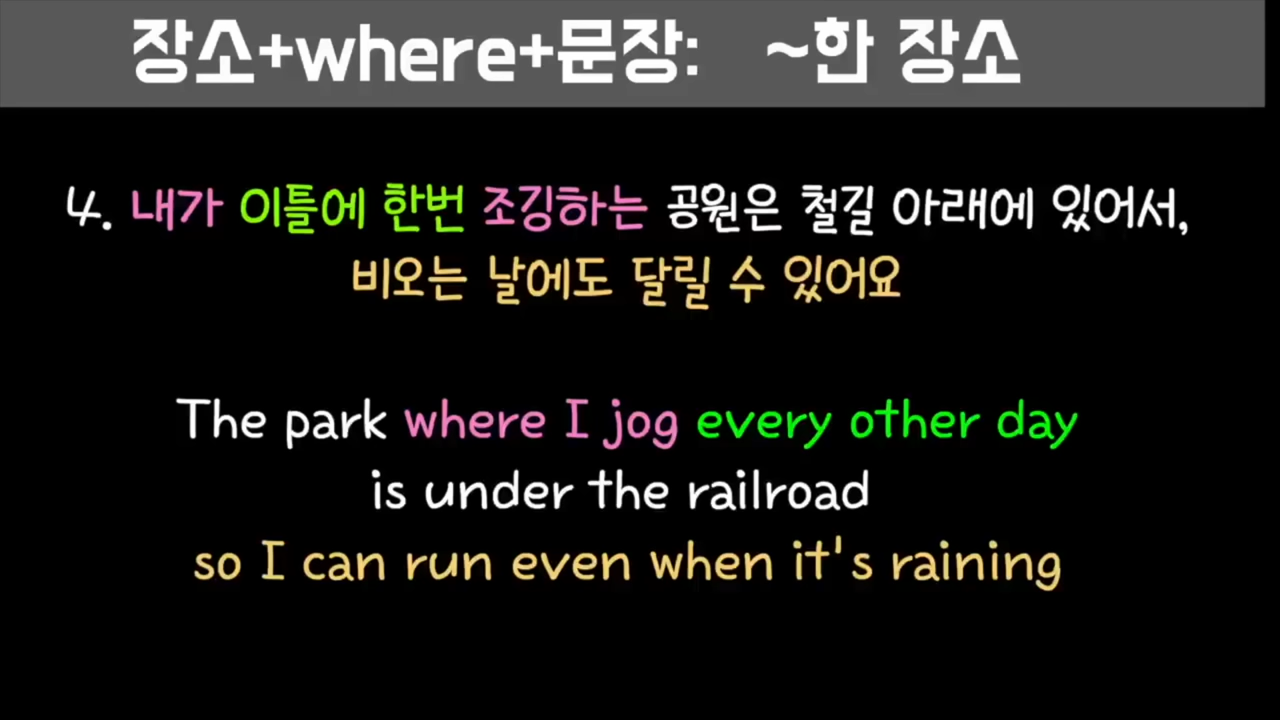 장소+where+문장: ~한 장소
4. 내가 이틀에 한번 조깅하는 공원은 철길 아래에 있어서,
비오는 날에도 달릴 수 있어요
The park where I jog every other day
is under the railroad
so I can run even when it's raining